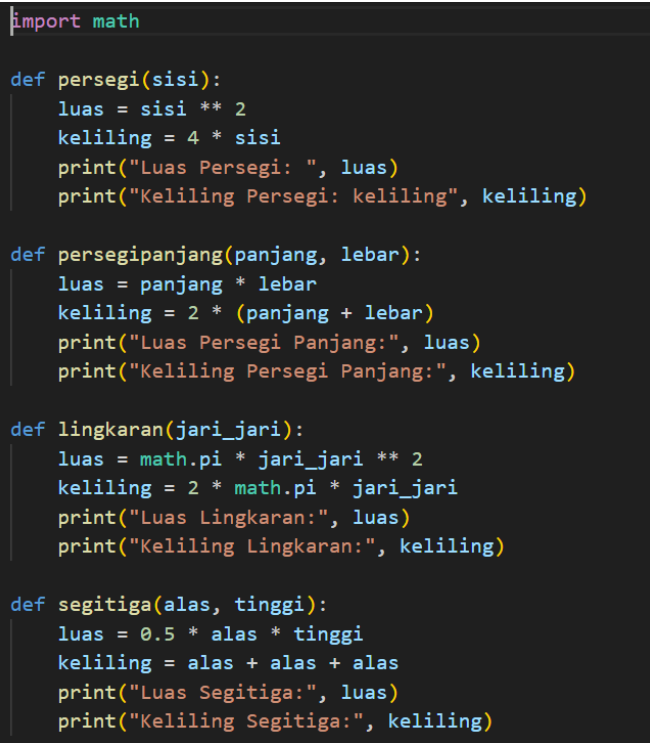 import math
def persegi(sisi):
    luas = sisi ** 2
    keliling = 4 * sisi
    print("Luas Persegi: ", luas)
    print("Keliling Persegi: keliling", keliling)
def persegipanjang(panjang, lebar):
    luas = panjang * lebar
    keliling = 2 * (panjang + lebar)
    print("Luas Persegi Panjang:", luas)
    print("Keliling Persegi Panjang:", keliling)
def lingkaran(jari_jari):
    luas = math.pi * jari_jari ** 2
    keliling = 2 * math.pi * jari_jari
    print("Luas Lingkaran:", luas)
    print("Keliling Lingkaran:", keliling)
def segitiga(alas, tinggi):
    luas = 0.5 * alas * tinggi
    keliling = alas + alas + alas
    print("Luas Segitiga:", luas)
    print("Keliling Segitiga:", keliling)